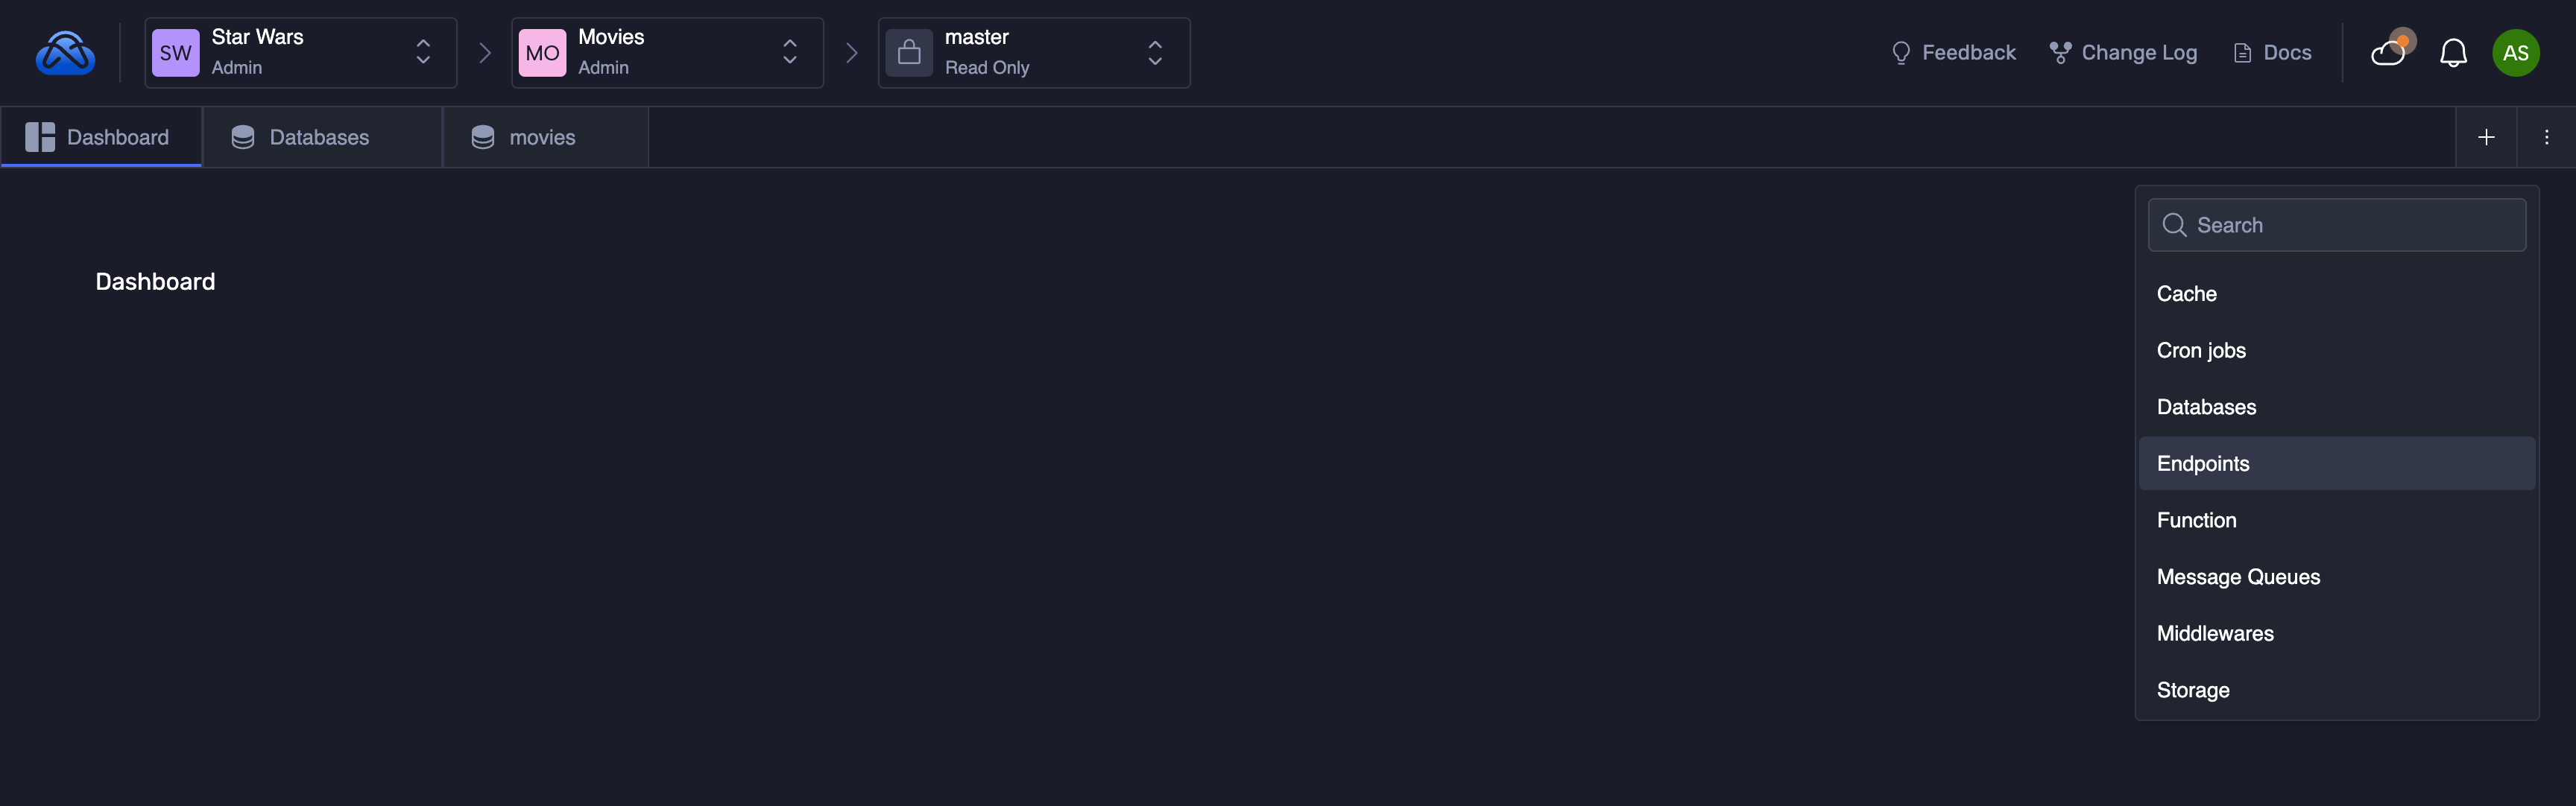 SW
Star Wars
Admin
MO
Movies
Admin
master
Read Only
Feedback
Change Log
Docs
AS
Dashboard
Databases
movies
Dashboard
Search
Cache
Cron jobs
Databases
Endpoints
Function
Message Queues
Middlewares
Storage